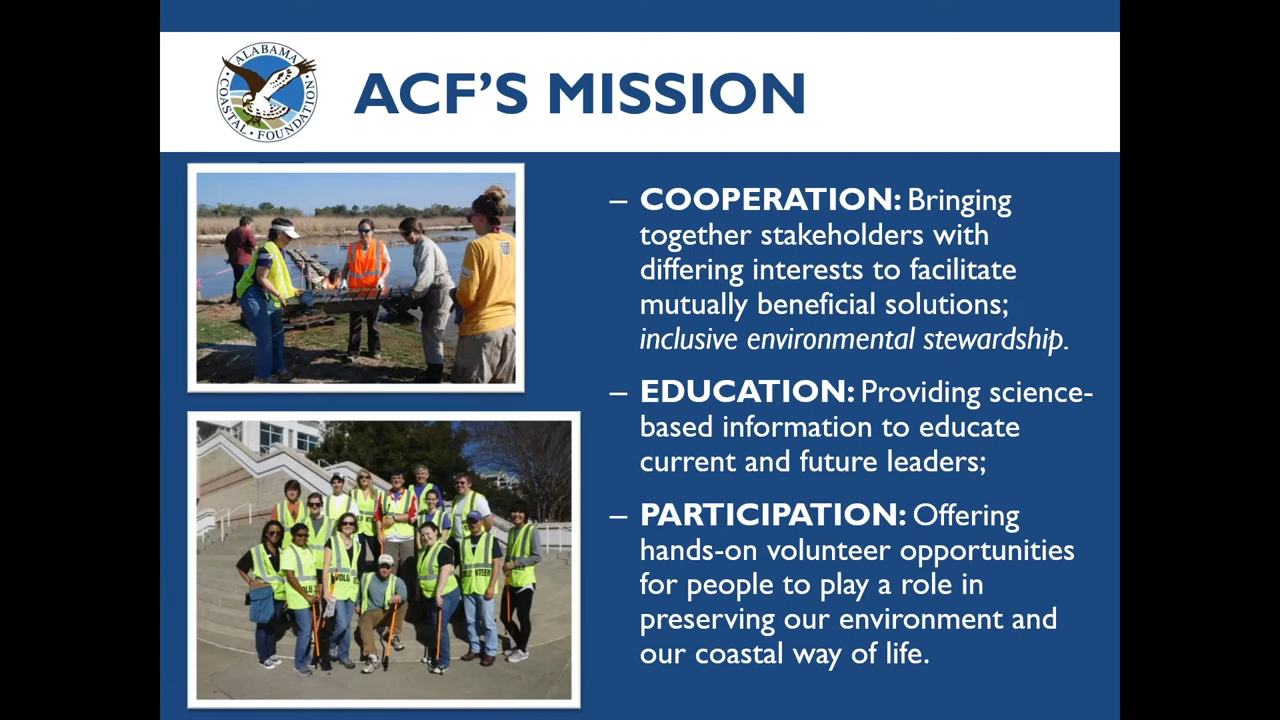 ALABAMA
COASTAL • FOUNDATION
ACF'S MISSION
– COOPERATION: Bringing
together stakeholders with
differing interests to facilitate
mutually beneficial solutions;
inclusive environmental stewardship.
– EDUCATION: Providing science-
based information to educate
current and future leaders;
– PARTICIPATION: Offering
hands-on volunteer opportunities
for people to play a role in
preserving our environment and
our coastal way of life.